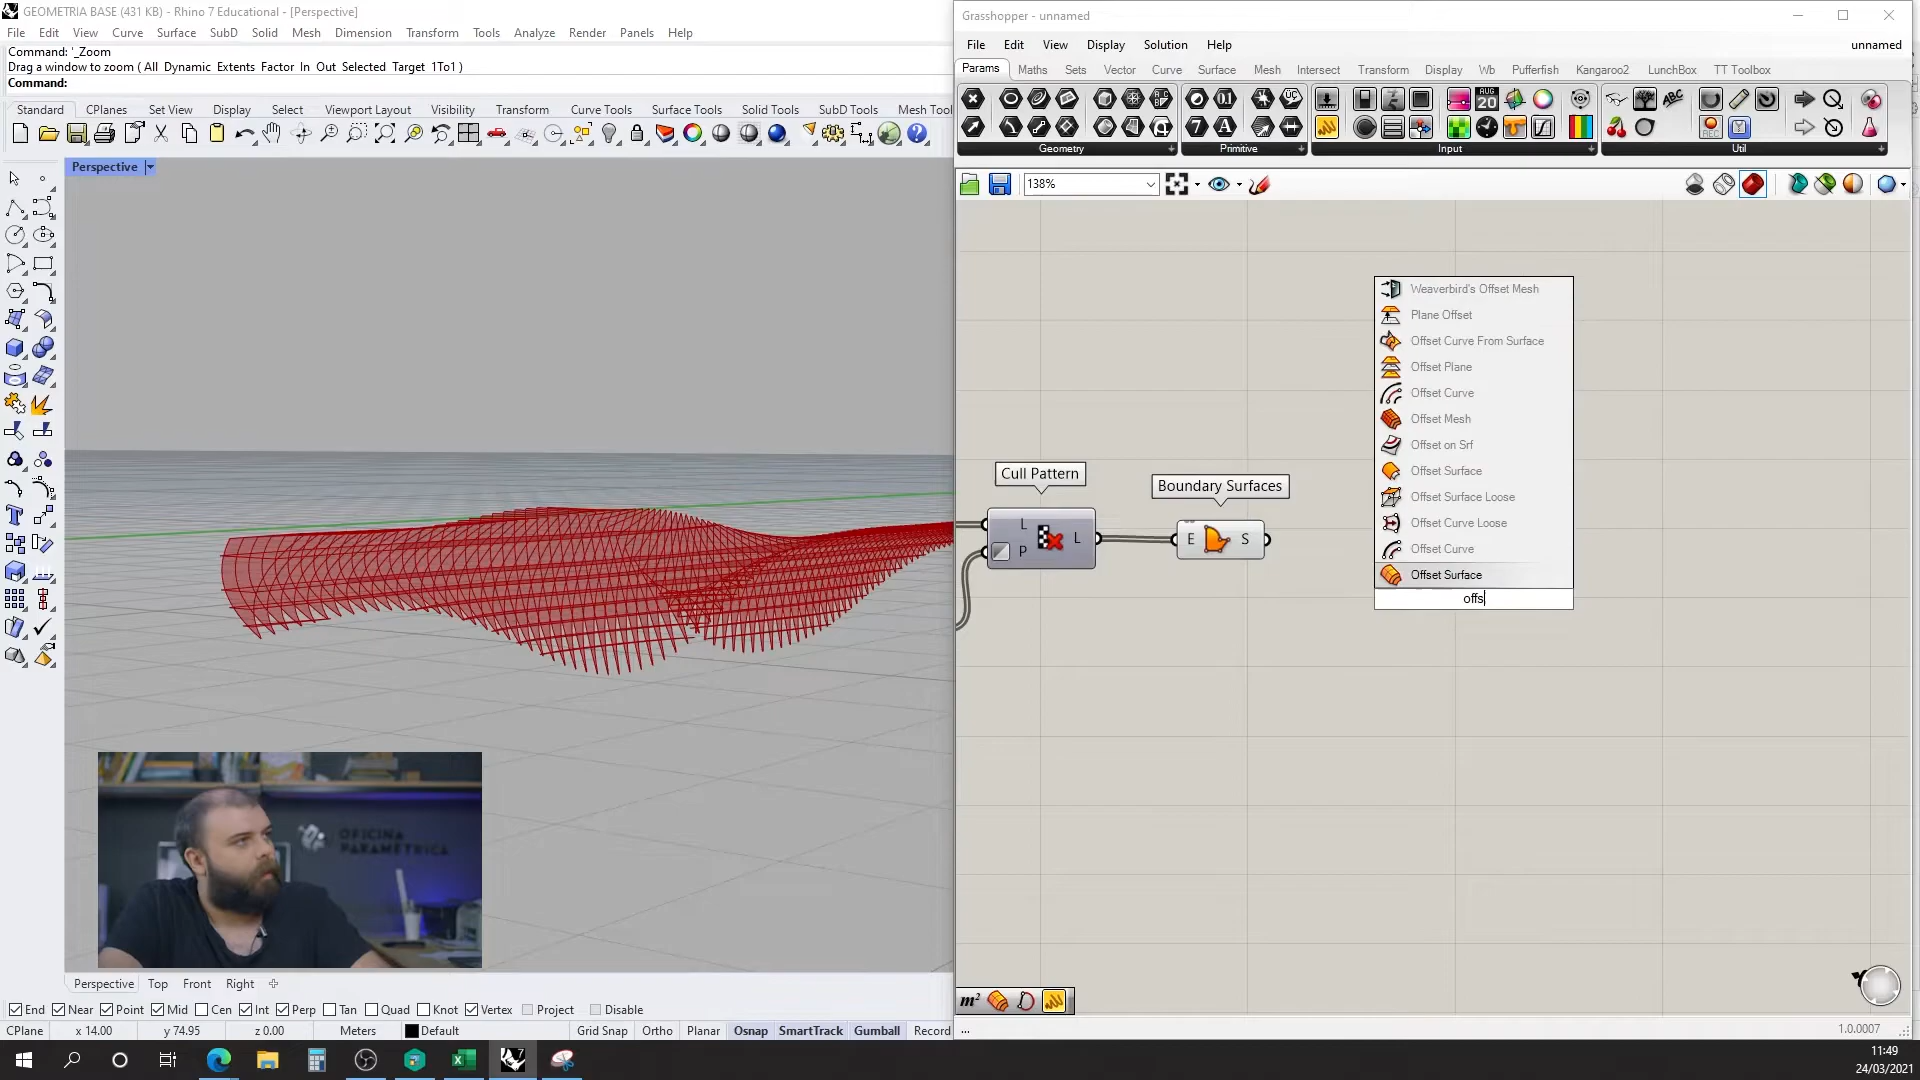 GEOMETRIA BASE (431 KB) - Rhino 7 Educational - [Perspective]
File Edit View Curve Surface SubD Solid Mesh Dimension Transform Tools Analyze Render Panels Help
Command: '_Zoom
Drag a window to zoom ( All Dynamic Extents Factor In Out Selected Target 1To1 )
Command:
Standard CPlanes Set View Display Select Viewport Layout Visibility Transform Curve Tools Surface Tools Solid Tools SubD Tools Mesh Tool
Perspective
OFICINA
PARAMÉTRICA
Perspective Top Front Right
End Near Point Mid Cen Int Perp Tan Quad Knot Vertex Project Disable
CPlane x 14.00 y 74.95 z 0.00 Meters Default Grid Snap Ortho Planar Osnap SmartTrack Gumball Record
Grasshopper - unnamed
File Edit View Display Solution Help unnamed
Params Maths Sets Vector Curve Surface Mesh Intersect Transform Display Wb Pufferfish Kangaroo2 LunchBox TT Toolbox
Geometry Primitive Input Util
138%
Weaverbird's Offset Mesh
Plane Offset
Offset Curve From Surface
Offset Plane
Offset Curve
Offset Mesh
Offset on Srf
Offset Surface
Offset Surface Loose
Offset Curve Loose
Offset Curve
Offset Surface
offs
Cull Pattern
L P L
Boundary Surfaces
E S
m²
...
1.0.0007
11:49
24/03/2021